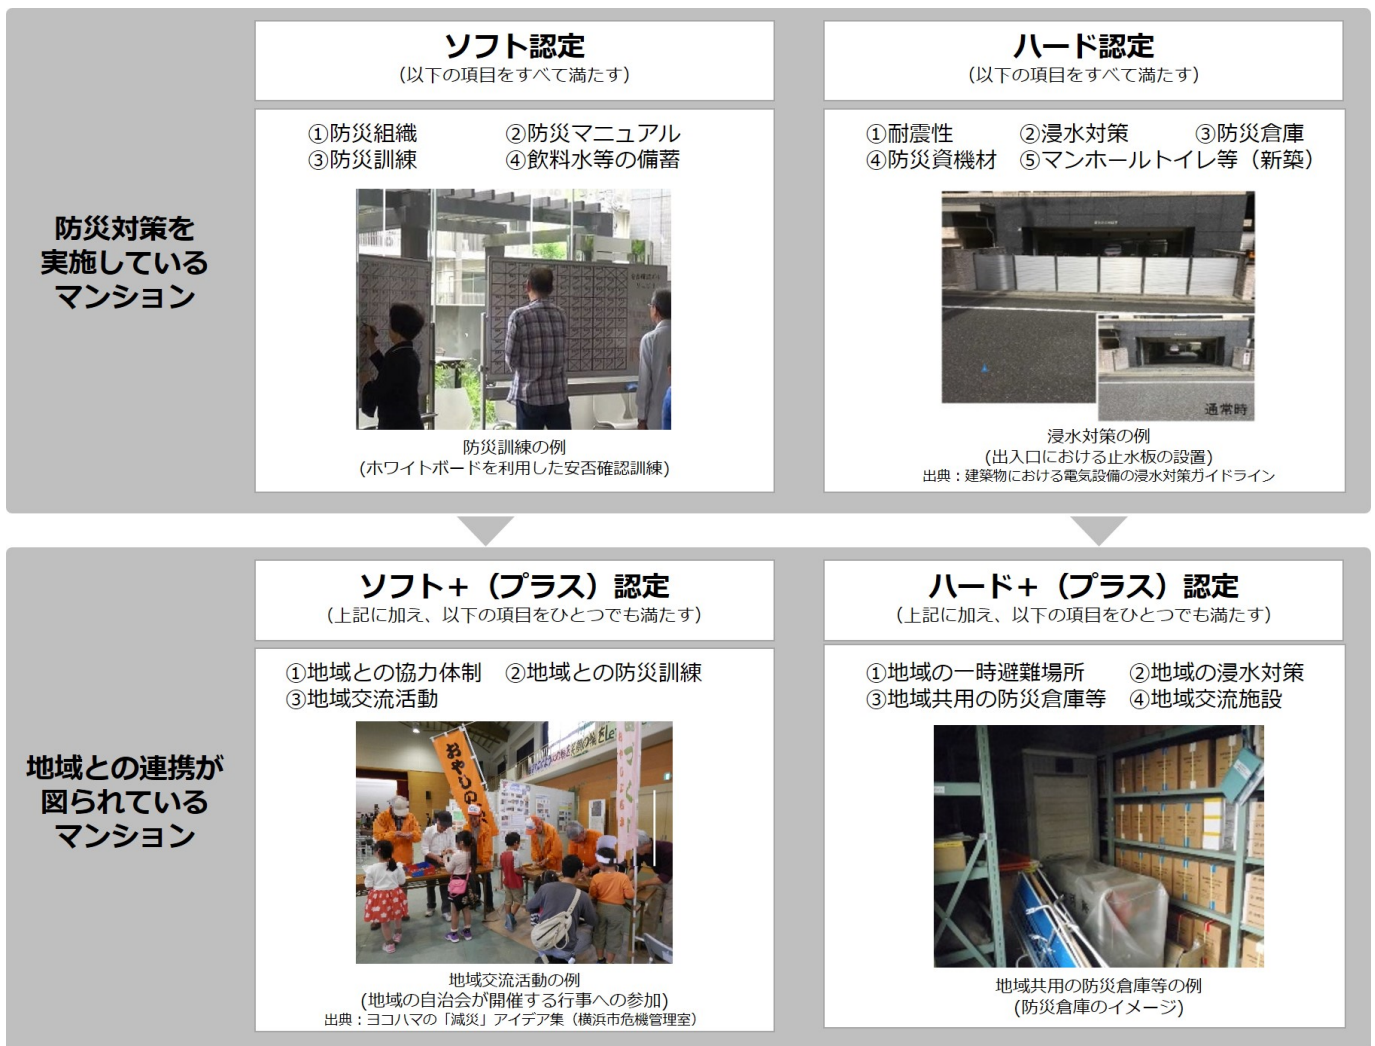 防災対策を
実施している
マンション
ソフト認定
（以下の項目をすべて満たす）
①防災組織 ②防災マニュアル
③防災訓練 ④飲料水等の備蓄
防災訓練の例
(ホワイトボードを利用した安否確認訓練)
ハード認定
（以下の項目をすべて満たす）
①耐震性 ②浸水対策 ③防災倉庫
④防災資機材 ⑤マンホールトイレ等（新築）
通常時
浸水対策の例
(出入口における止水板の設置)
出典：建築物における電気設備の浸水対策ガイドライン
地域との連携が
図られている
マンション
ソフト＋（プラス）認定
（上記に加え、以下の項目をひとつでも満たす）
①地域との協力体制 ②地域との防災訓練
③地域交流活動
おやじの
地域交流活動の例
(地域の自治会が開催する行事への参加)
出典：ヨコハマの「減災」アイデア集（横浜市危機管理室）
ハード＋（プラス）認定
（上記に加え、以下の項目をひとつでも満たす）
①地域の一時避難場所 ②地域の浸水対策
③地域共用の防災倉庫等 ④地域交流施設
地域共用の防災倉庫等の例
(防災倉庫のイメージ)